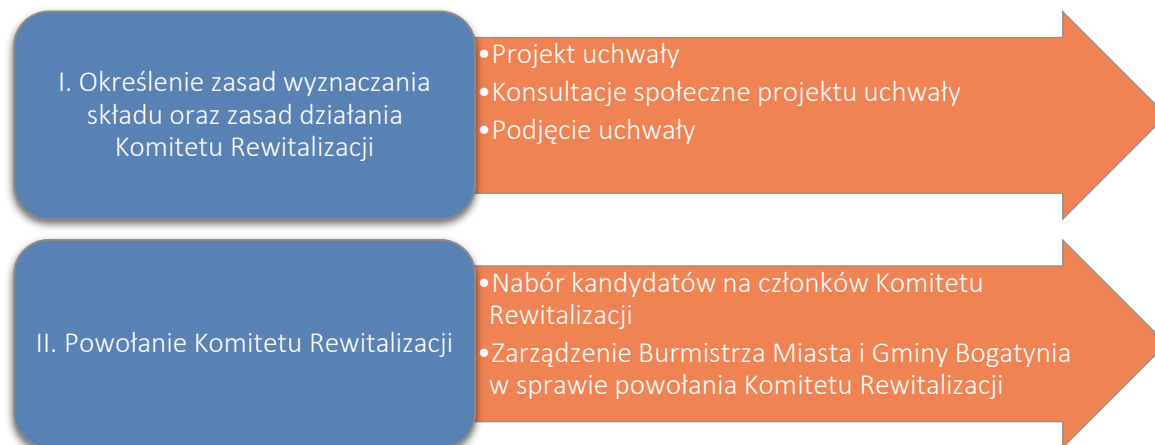 I. Określenie zasad wyznaczania
składu oraz zasad działania
Komitetu Rewitalizacji
•Projekt uchwały
•Konsultacje społeczne projektu uchwały
•Podjęcie uchwały
II. Powołanie Komitetu Rewitalizacji
•Nabór kandydatów na członków Komitetu
Rewitalizacji
•Zarządzenie Burmistrza Miasta i Gminy Bogatynia
w sprawie powołania Komitetu Rewitalizacji